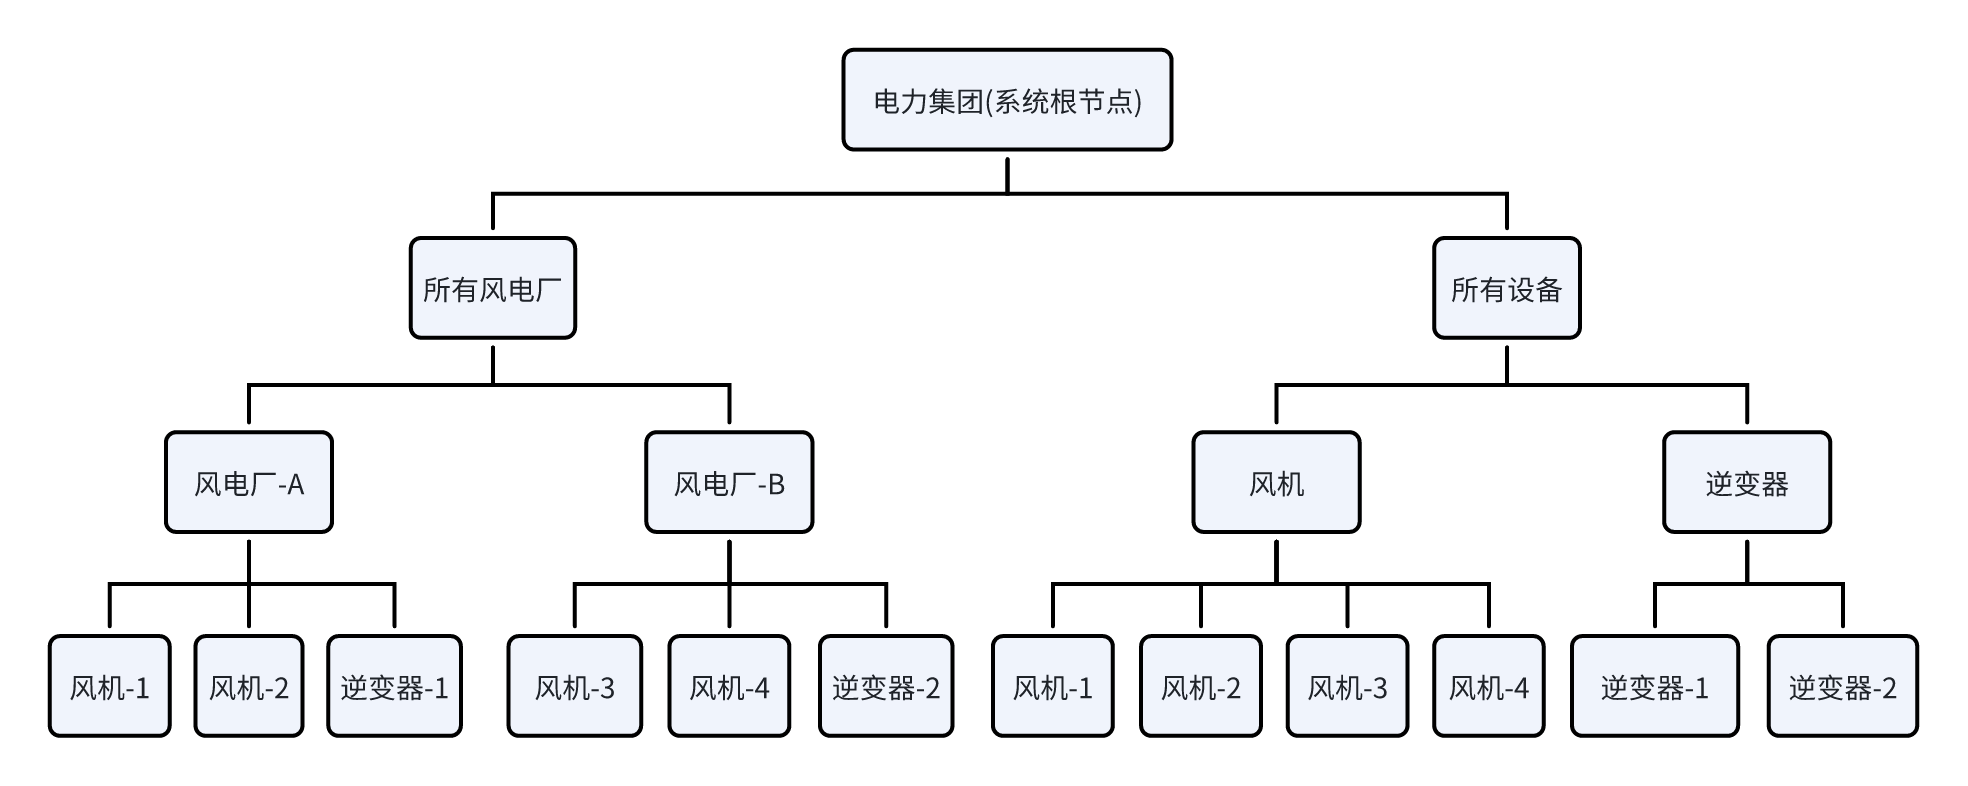 电力集团(系统根节点)
所有风电厂
所有设备
风电厂-A
风电厂-B
风机
逆变器
风机-1
风机-2
逆变器-1
风机-3
风机-4
逆变器-2
风机-1
风机-2
风机-3
风机-4
逆变器-1
逆变器-2